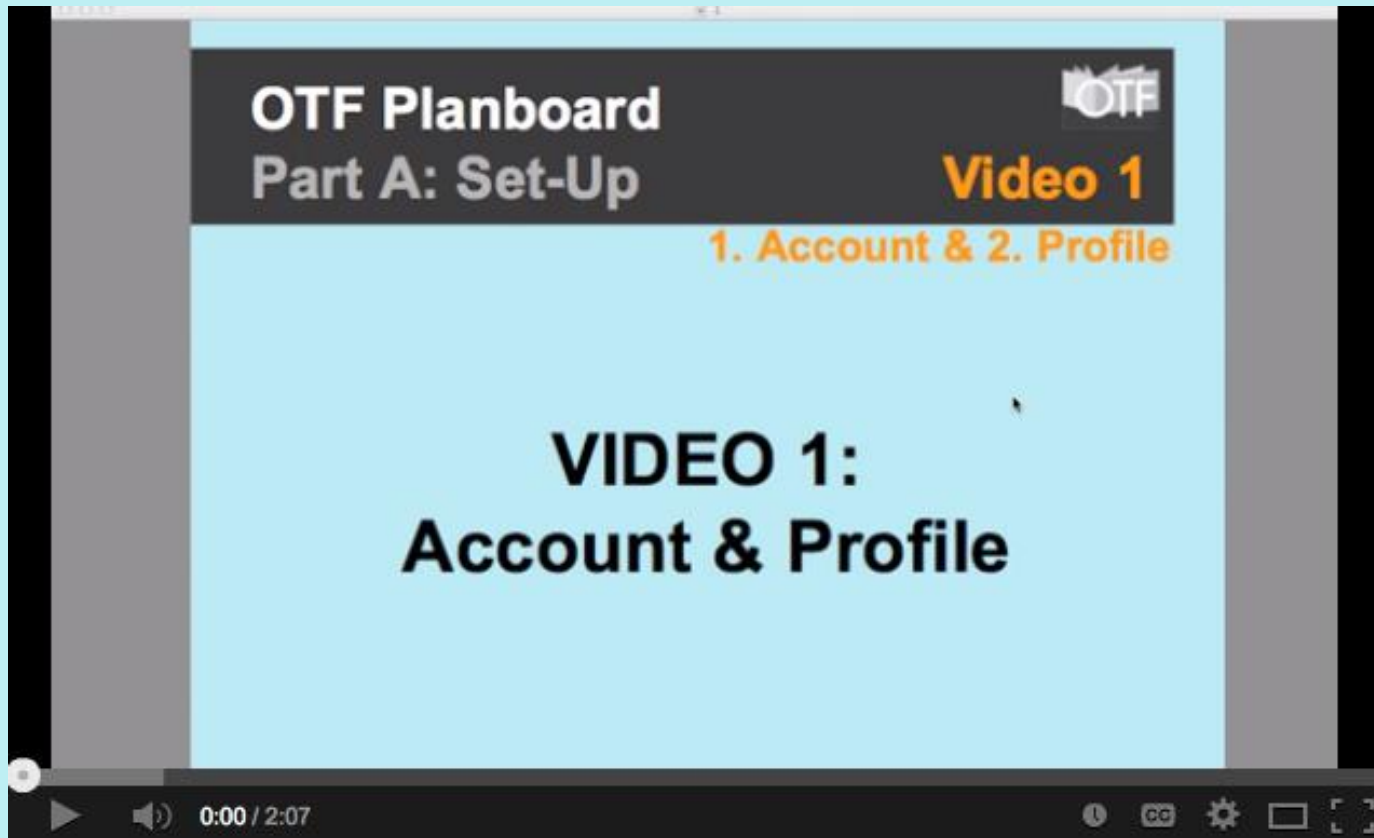 OTF Planboard
OTF
Part A: Set-Up
Video 1
1. Account & 2. Profile
VIDEO 1:
Account & Profile
0:00 / 2:07
CC